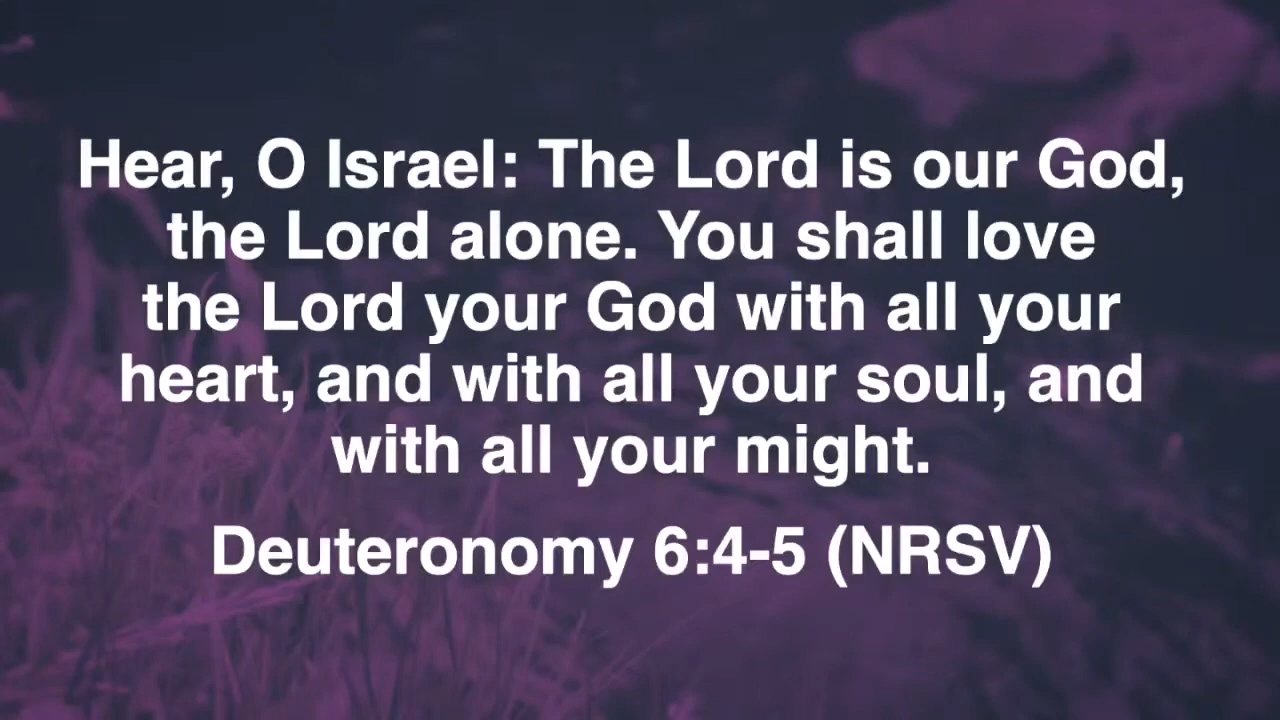 Hear, O Israel: The Lord is our God,
the Lord alone. You shall love
the Lord your God with all your
heart, and with all your soul, and
with all your might.
Deuteronomy 6:4-5 (NRSV)